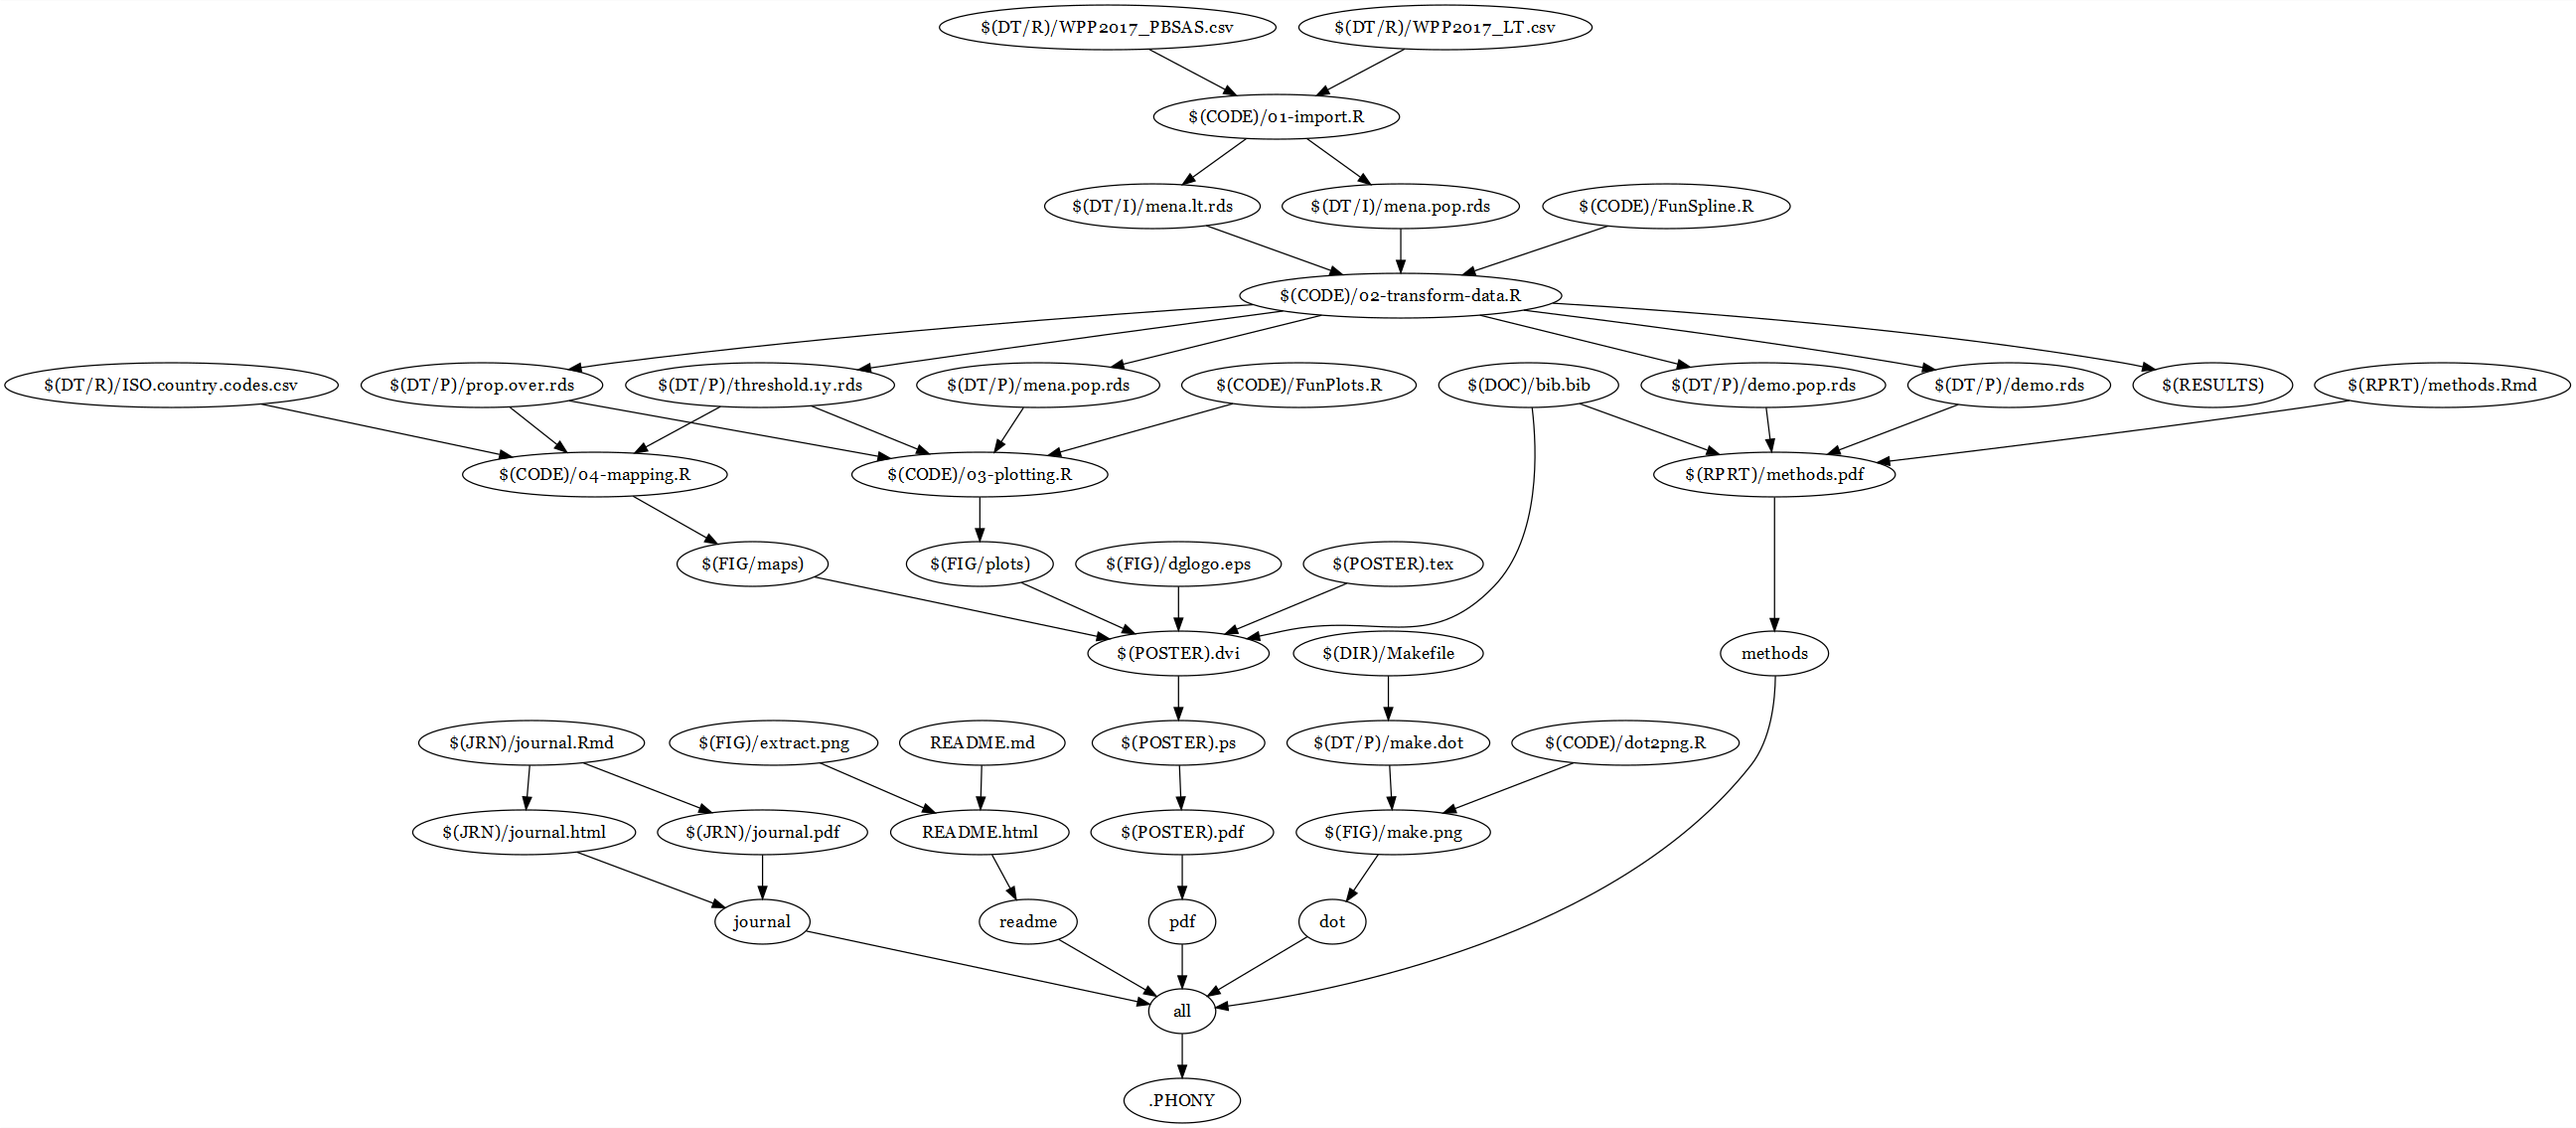 $(DT/R)/WPP2017_PBSAS.csv
$(DT/R)/WPP2017_LT.csv
$(CODE)/01-import.R
$(DT/I)/mena.lt.rds
$(DT/I)/mena.pop.rds
$(CODE)/FunSpline.R
$(CODE)/02-transform-data.R
$(DT/R)/ISO.country.codes.csv
$(DT/P)/prop.over.rds
$(DT/P)/threshold.1y.rds
$(DT/P)/mena.pop.rds
$(CODE)/FunPlots.R
$(DOC)/bib.bib
$(DT/P)/demo.pop.rds
$(DT/P)/demo.rds
$(RESULTS)
$(RPRT)/methods.Rmd
$(CODE)/04-mapping.R
$(CODE)/03-plotting.R
$(RPRT)/methods.pdf
$(FIG/maps)
$(FIG/plots)
$(FIG)/dglogo.eps
$(POSTER).tex
$(POSTER).dvi
$(DIR)/Makefile
methods
$(JRN)/journal.Rmd
$(FIG)/extract.png
README.md
$(POSTER).ps
$(DT/P)/make.dot
$(CODE)/dot2png.R
$(JRN)/journal.html
$(JRN)/journal.pdf
README.html
$(POSTER).pdf
$(FIG)/make.png
journal
readme
pdf
dot
all
.PHONY